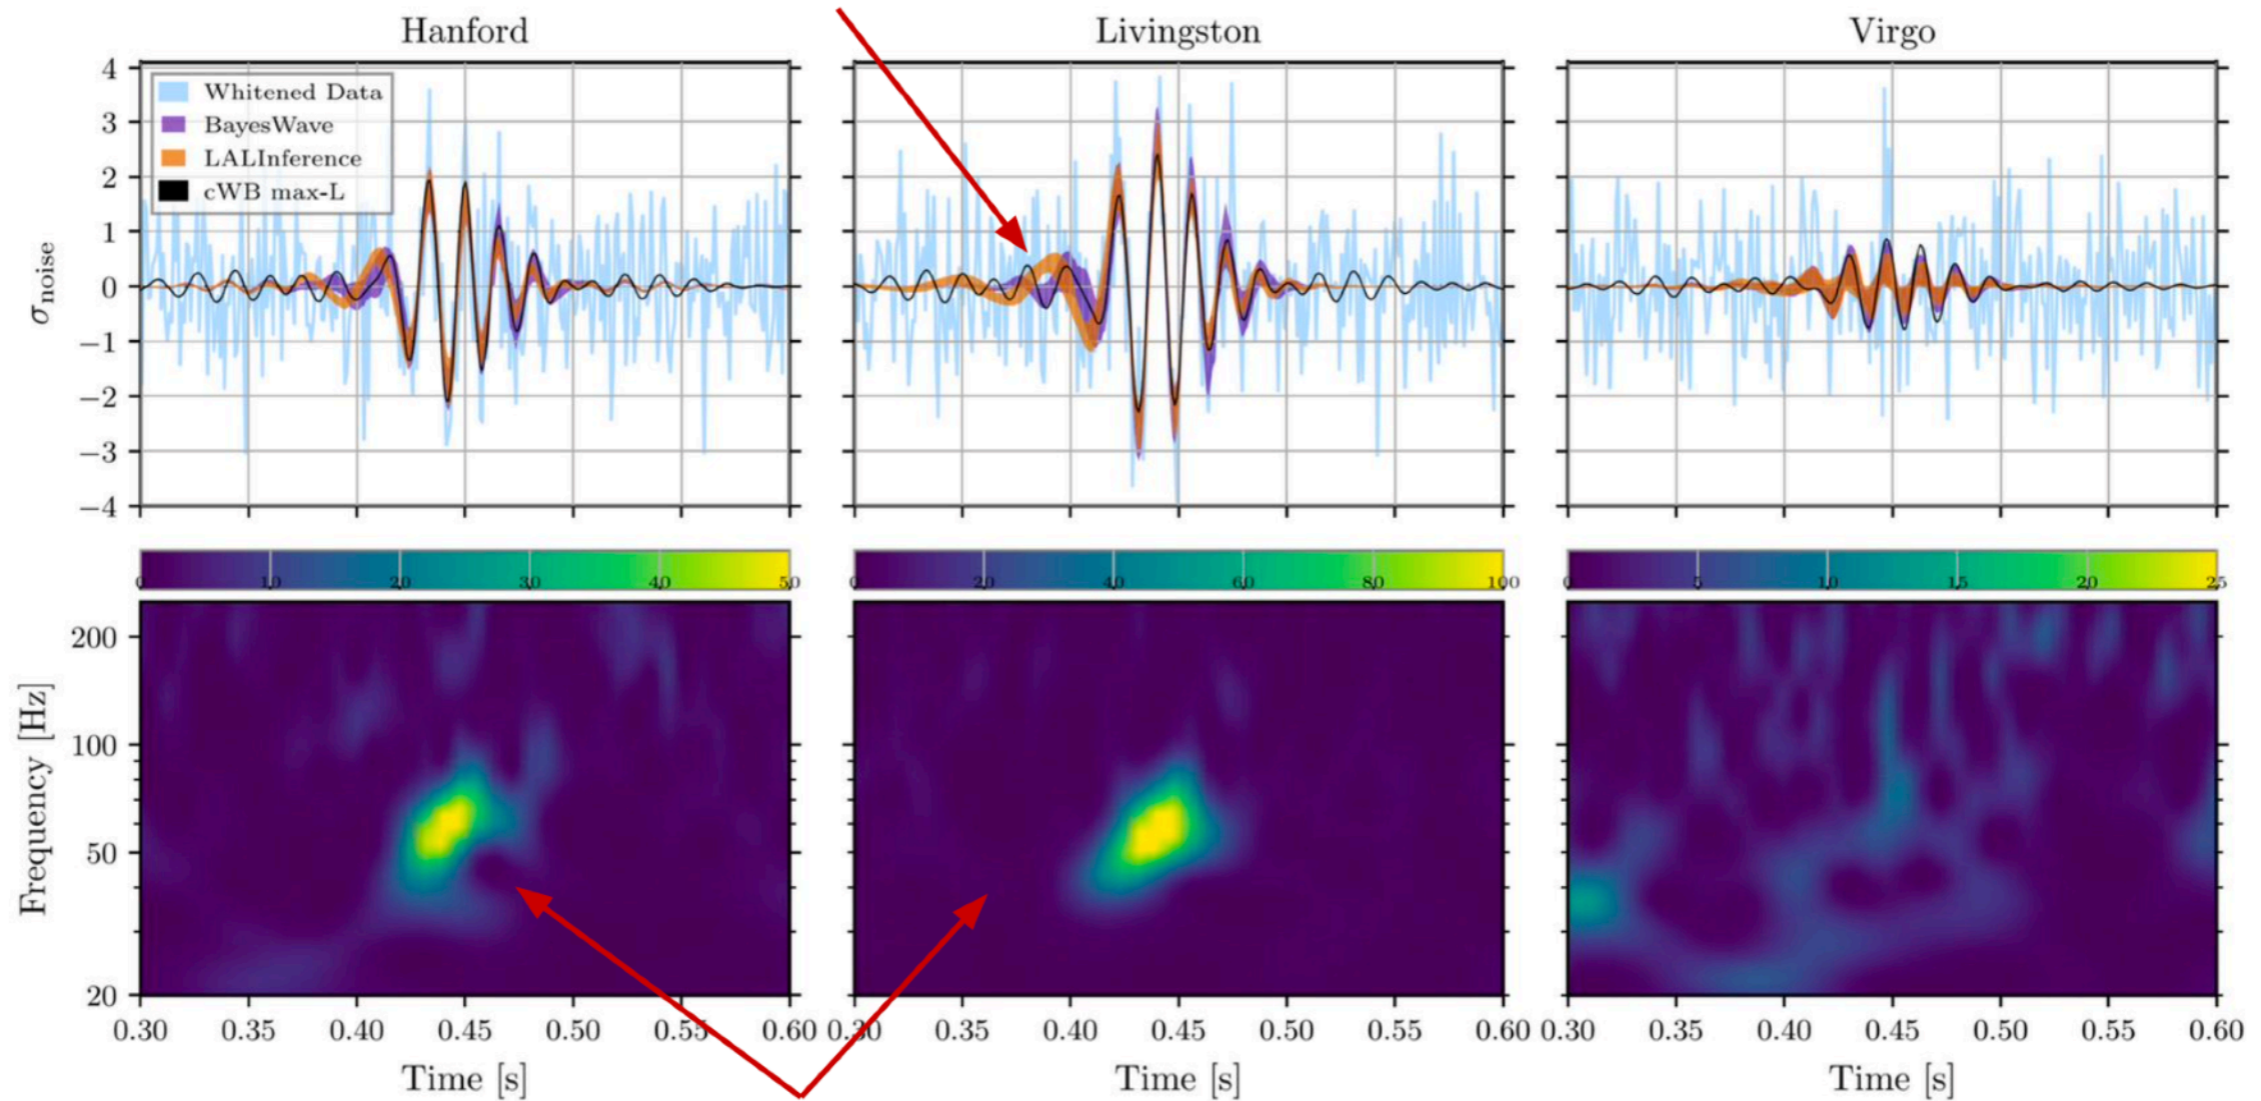 Hanford Livingston Virgo
4
3
2
1
0
−1
−2
−3
−4
σnoise
Whitened Data
BayesWave
LALInference
cWB max-L
0 10 20 30 40 50
0 20 40 60 80 100
0 5 10 15 20 25
200
100
50
20
Frequency [Hz]
0.30 0.35 0.40 0.45 0.50 0.55 0.60
0.30 0.35 0.40 0.45 0.50 0.55 0.60
0.30 0.35 0.40 0.45 0.50 0.55 0.60
Time [s] Time [s] Time [s]